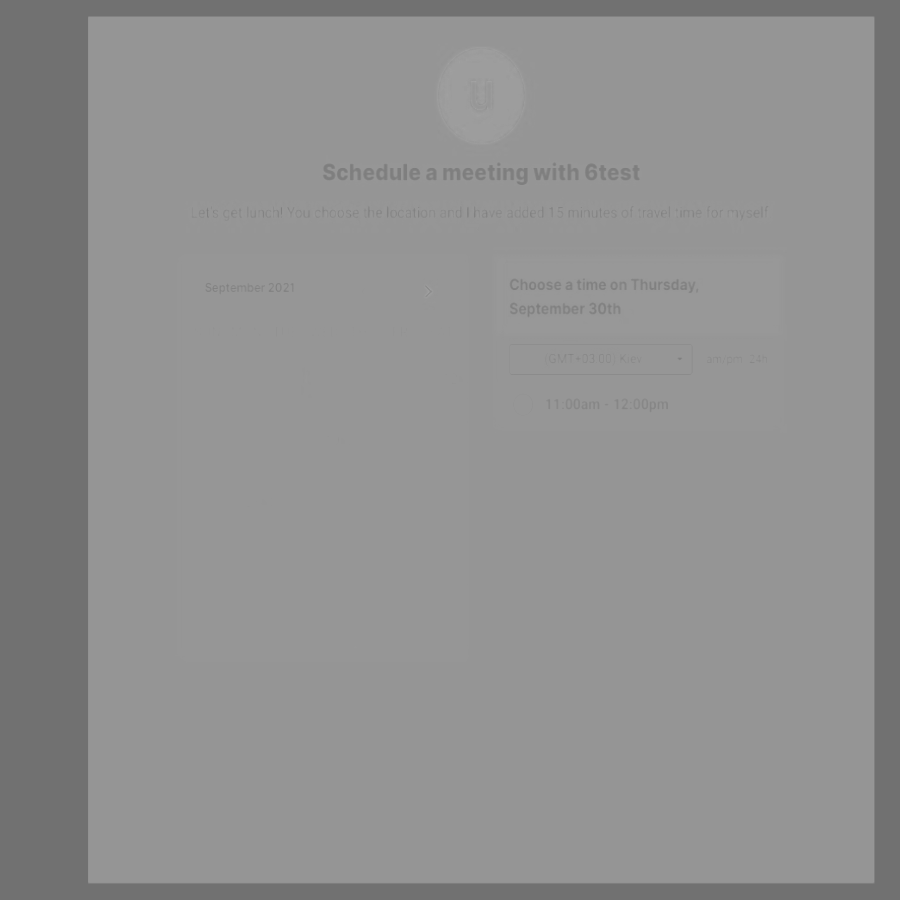 Schedule a meeting with 6test
Let's get lunch! You choose the location and I have added 15 minutes of travel time for myself.
September 2021
Choose a time on Thursday,
September 30th
(GMT+03:00) Kiev
am/pm 24h
11:00am - 12:00pm